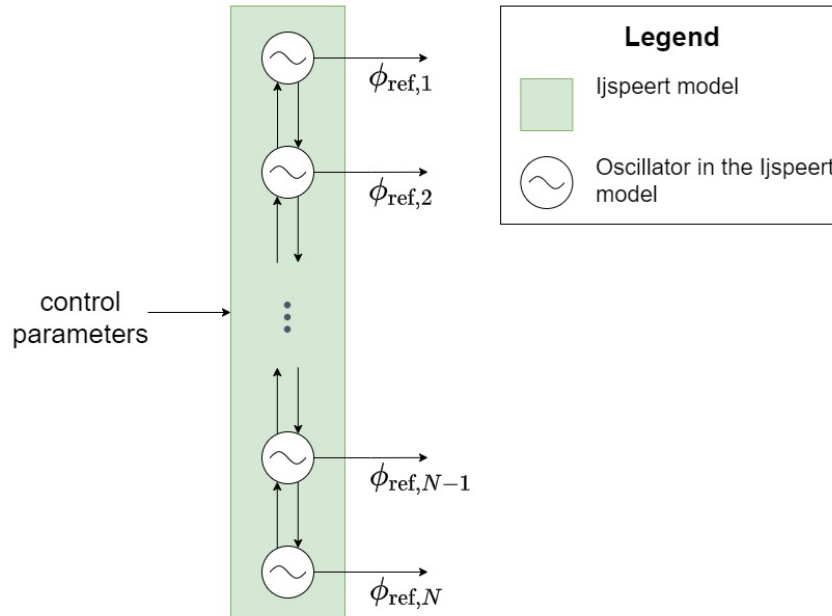 Legend
Ijspeert model
Oscillator in the Ijspeert
model
ϕref,1
ϕref,2
control
parameters
ϕref,N−1
ϕref,N